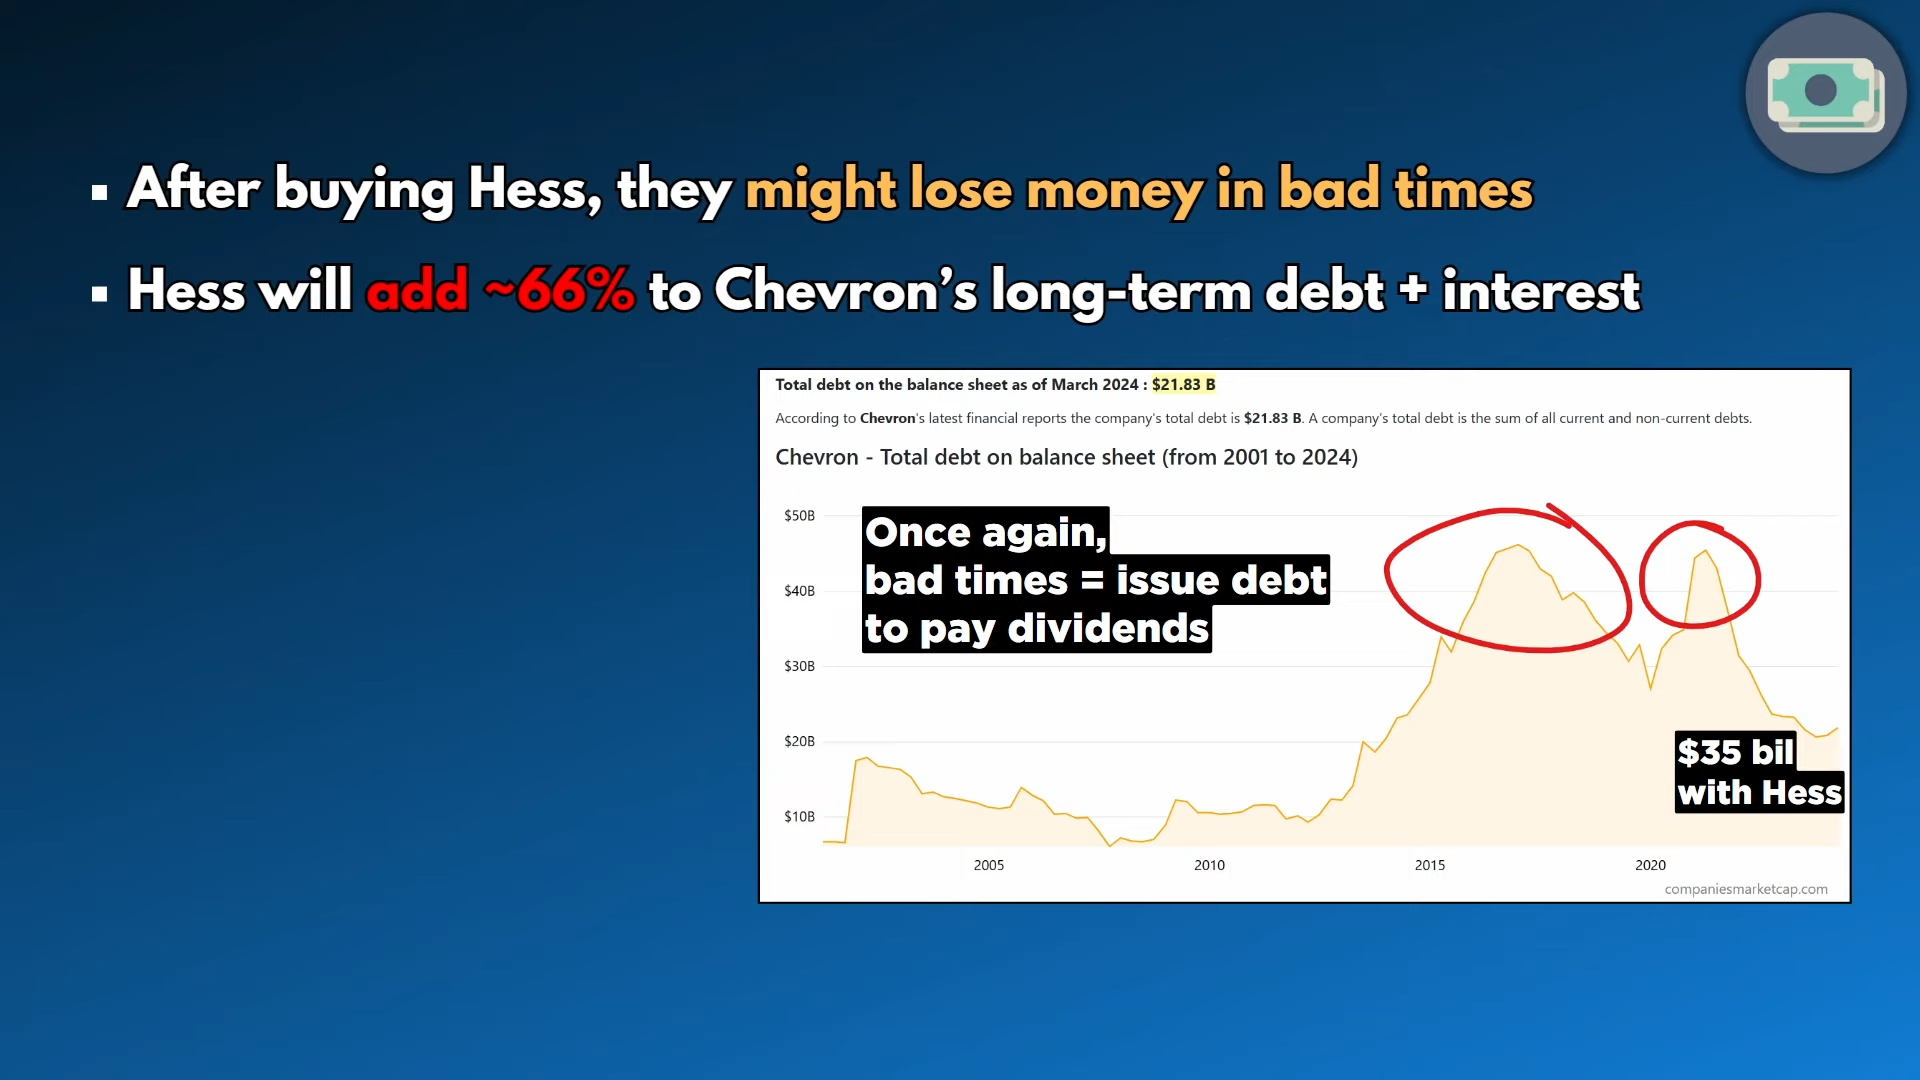 ▪ After buying Hess, they might lose money in bad times
▪ Hess will add ~66% to Chevron’s long-term debt + interest
Total debt on the balance sheet as of March 2024 : $21.83 B
According to Chevron's latest financial reports the company's total debt is $21.83 B. A company's total debt is the sum of all current and non-current debts.
Chevron - Total debt on balance sheet (from 2001 to 2024)
$50B
$40B
$30B
$20B
$10B
Once again,
bad times = issue debt
to pay dividends
$35 bil
with Hess
2005 2010 2015 2020
companiesmarketcap.com